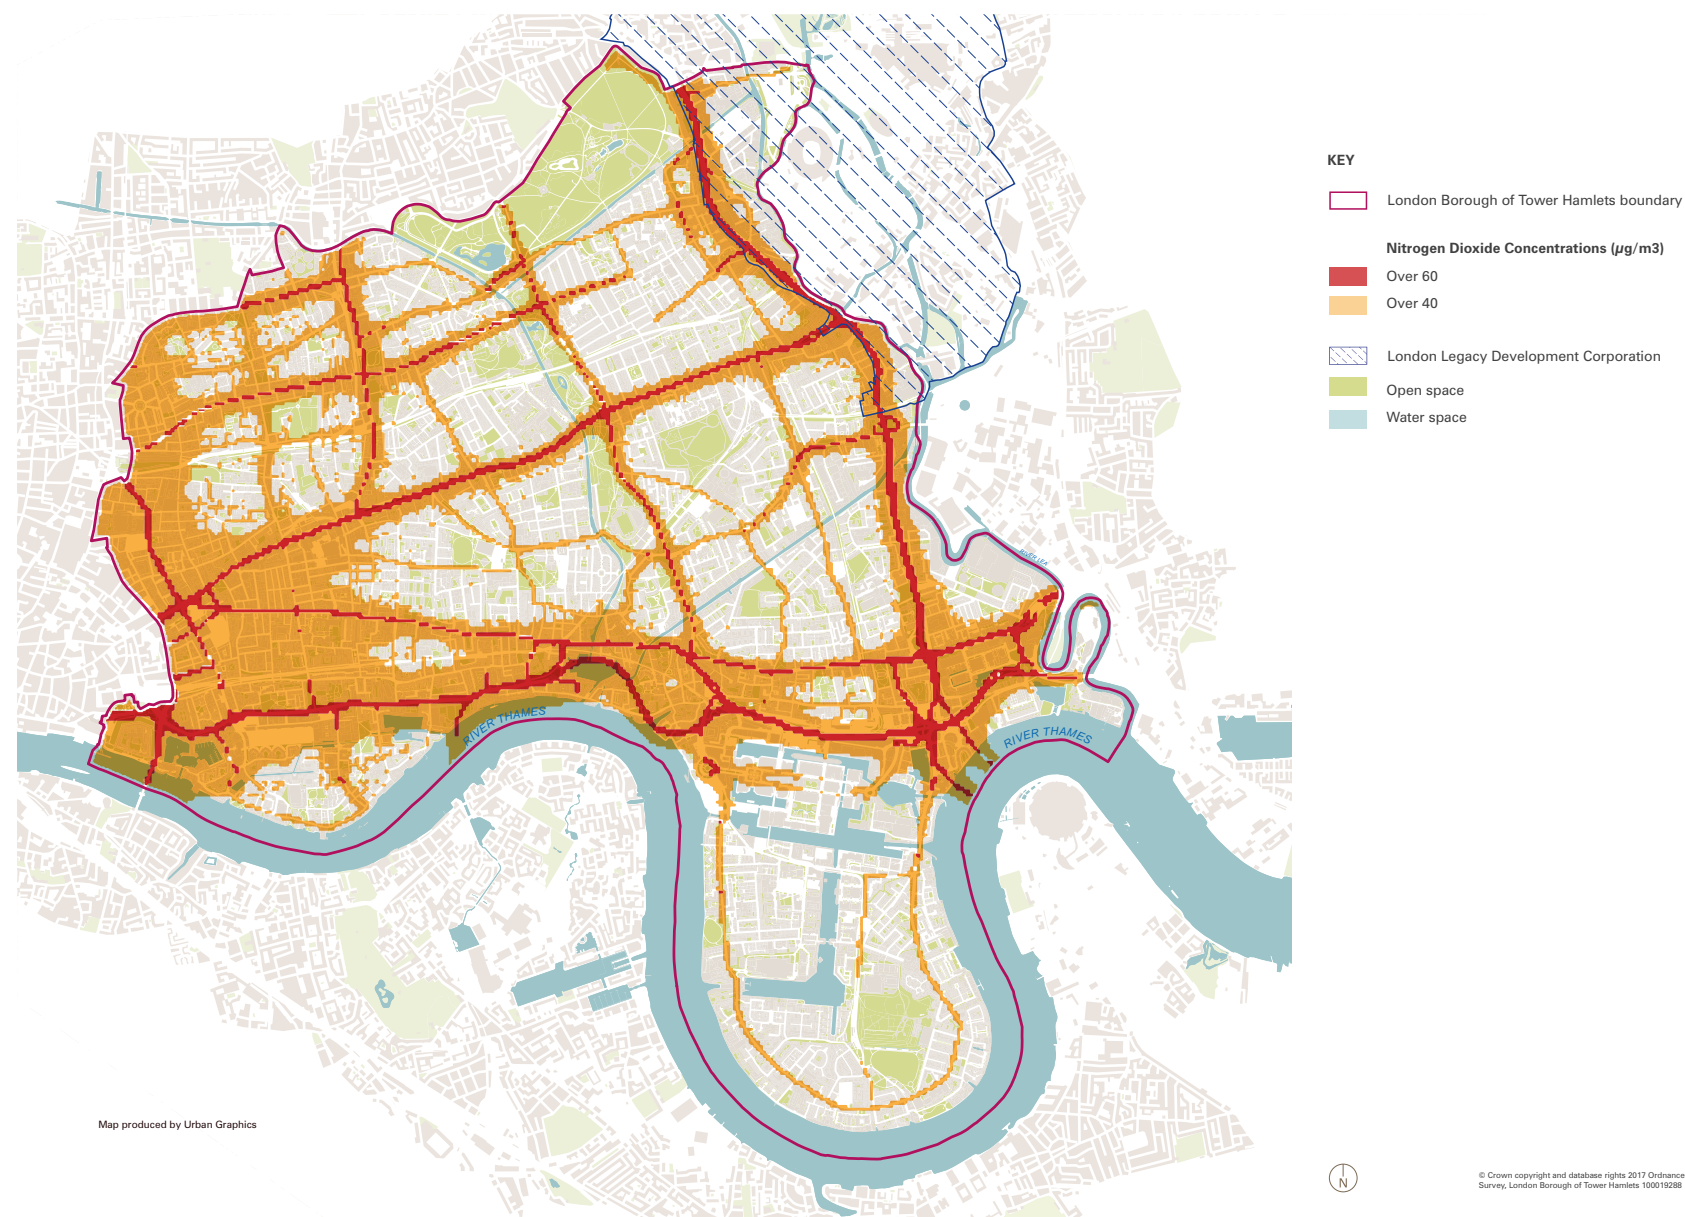 KEY
London Borough of Tower Hamlets boundary
Nitrogen Dioxide Concentrations (µg/m3)
Over 60
Over 40
London Legacy Development Corporation
Open space
Water space
RIVER LEA
RIVER THAMES
RIVER THAMES
Map produced by Urban Graphics
N
© Crown copyright and database rights 2017 Ordnance
Survey, London Borough of Tower Hamlets 100019288